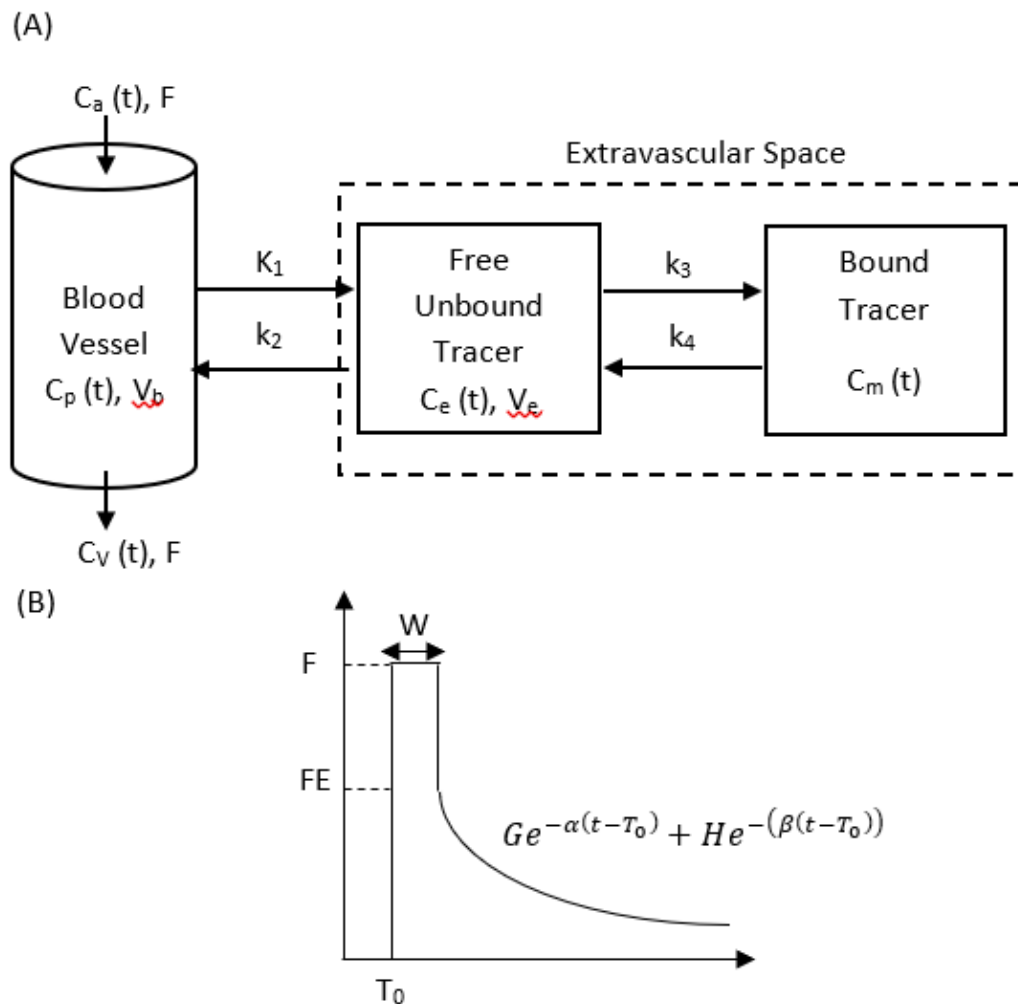 (A)
Cₐ (t), F
Extravascular Space
Blood
Vessel
Cₚ (t), V_b
K₁
k₂
Free
Unbound
Tracer
Cₑ (t), Vₑ
k₃
k₄
Bound
Tracer
Cₘ (t)
C_V (t), F
(B)
W
F
FE
Ge^{-α(t-T₀)} + He^{-(β(t-T₀))}
T₀